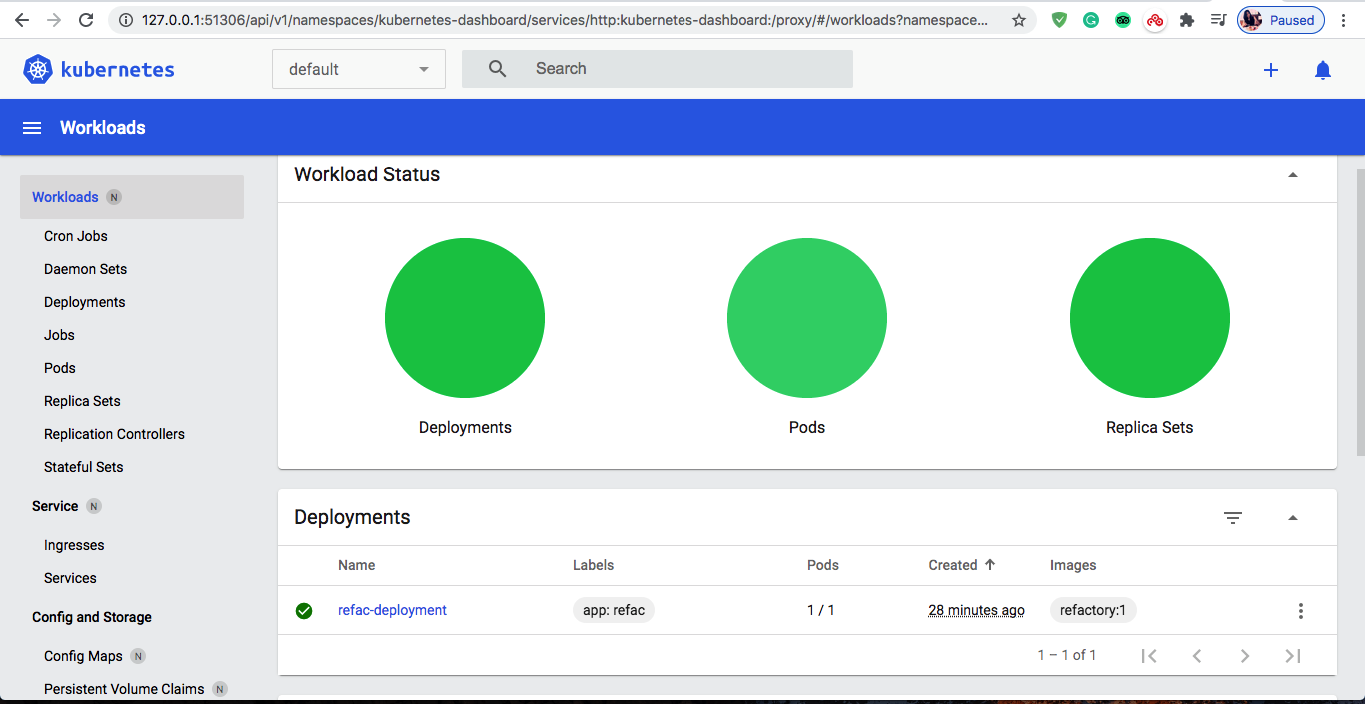 127.0.0.1:51306/api/v1/namespaces/kubernetes-dashboard/services/http:kubernetes-dashboard:/proxy/#/workloads?namespace...
Paused
kubernetes
default
Search
Workloads
Workloads N
Cron Jobs
Daemon Sets
Deployments
Jobs
Pods
Replica Sets
Replication Controllers
Stateful Sets
Service N
Ingresses
Services
Config and Storage
Config Maps N
Persistent Volume Claims N
Workload Status
Deployments Pods Replica Sets
Deployments
Name Labels Pods Created Images
refac-deployment app: refac 1 / 1 28 minutes ago refactory:1
1 – 1 of 1